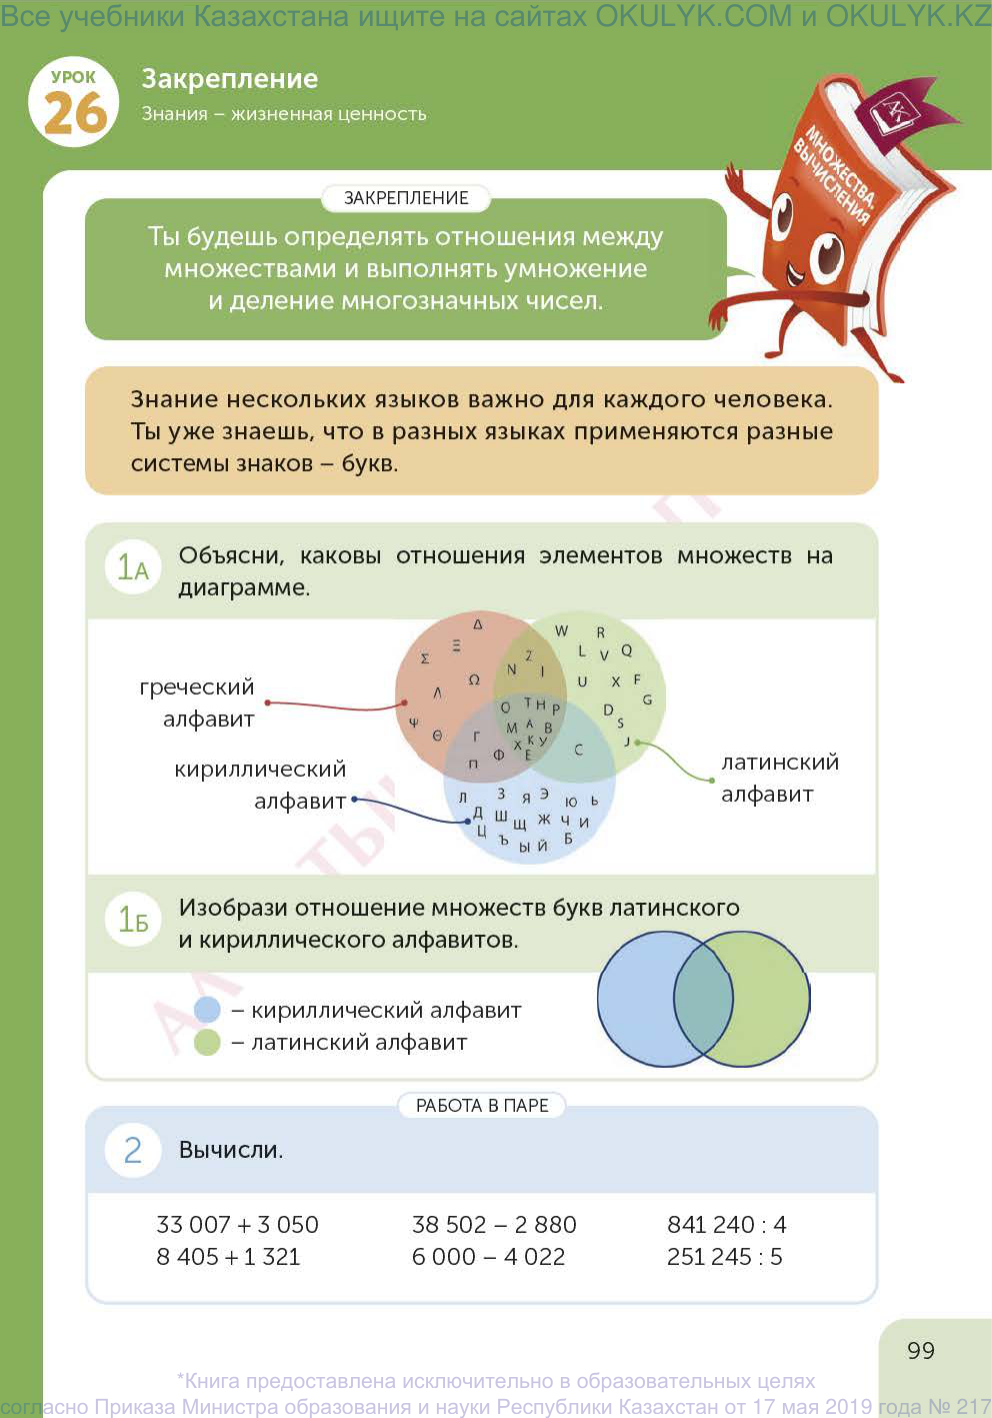 Все учебники Казахстана ищите на сайтах OKULYK.COM и OKULYK.KZ
УРОК
26
Закрепление
Знания – жизненная ценность
МНОЖЕСТВА.
ВЫЧИСЛЕНИЯ
АК
ЗАКРЕПЛЕНИЕ
Ты будешь определять отношения между
множествами и выполнять умножение
и деление многозначных чисел.
Знание нескольких языков важно для каждого человека.
Ты уже знаешь, что в разных языках применяются разные
системы знаков – букв.
1А
Объясни, каковы отношения элементов множеств на
диаграмме.
греческий
алфавит
кириллический
алфавит
латинский
алфавит
Δ
Ξ
Σ
Ω
Λ
Ψ
Θ
Z
N I
W R
L V Q
U X F
G
D
S
J
O T H P
M A B
X K У
E
Г
Ф
П
C
Л З Я Э Ю Ь
Д Ш Щ Ж Ч И
Ц Ъ Ы Й Б
1Б
Изобрази отношение множеств букв латинского
и кириллического алфавитов.
– кириллический алфавит
– латинский алфавит
РАБОТА В ПАРЕ
2
Вычисли.
33 007 + 3 050 38 502 – 2 880 841 240 : 4
8 405 + 1 321 6 000 – 4 022 251 245 : 5
99
*Книга предоставлена исключительно в образовательных целях
согласно Приказа Министра образования и науки Республики Казахстан от 17 мая 2019 года № 217